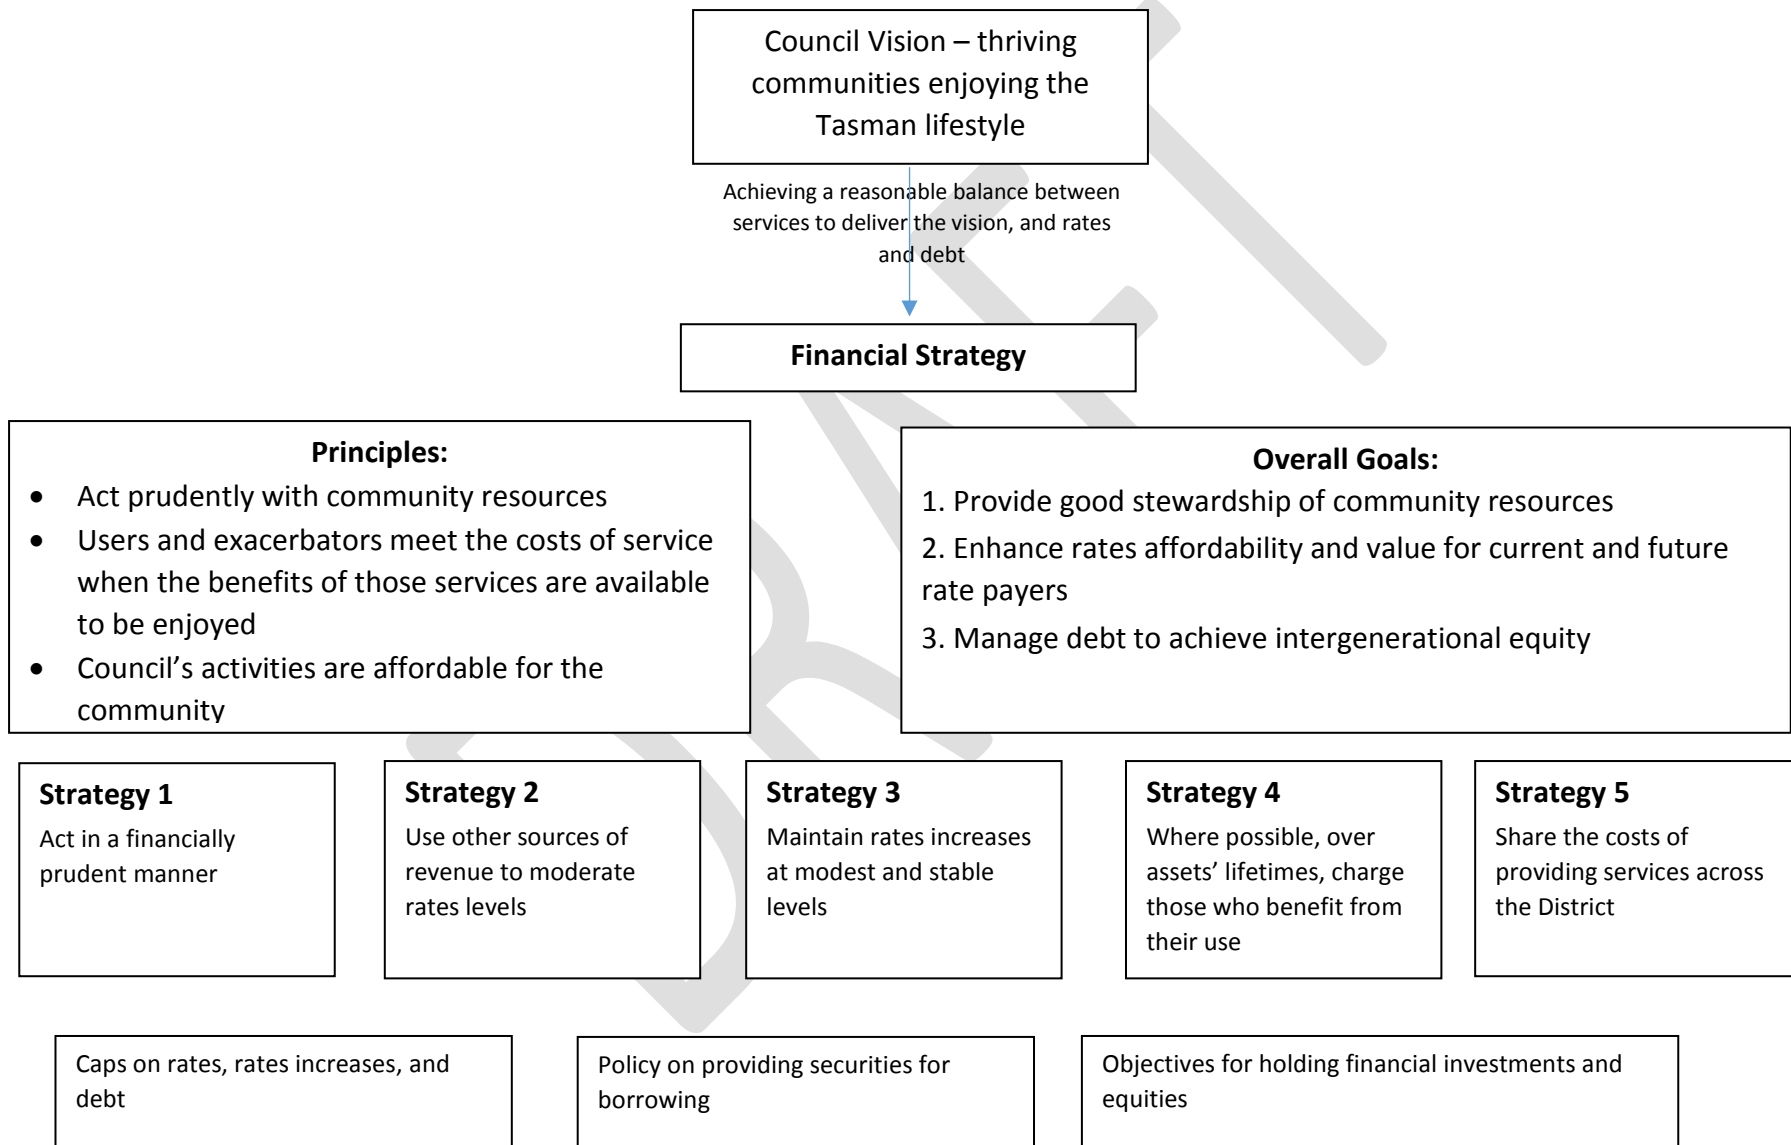 Council Vision – thriving
communities enjoying the
Tasman lifestyle
Achieving a reasonable balance between
services to deliver the vision, and rates
and debt
Financial Strategy
Principles:
• Act prudently with community resources
• Users and exacerbators meet the costs of service
when the benefits of those services are available
to be enjoyed
• Council’s activities are affordable for the
community
Overall Goals:
1. Provide good stewardship of community resources
2. Enhance rates affordability and value for current and future
rate payers
3. Manage debt to achieve intergenerational equity
Strategy 1
Act in a financially
prudent manner
Strategy 2
Use other sources of
revenue to moderate
rates levels
Strategy 3
Maintain rates increases
at modest and stable
levels
Strategy 4
Where possible, over
assets’ lifetimes, charge
those who benefit from
their use
Strategy 5
Share the costs of
providing services across
the District
Caps on rates, rates increases, and
debt
Policy on providing securities for
borrowing
Objectives for holding financial investments and
equities
DRAFT